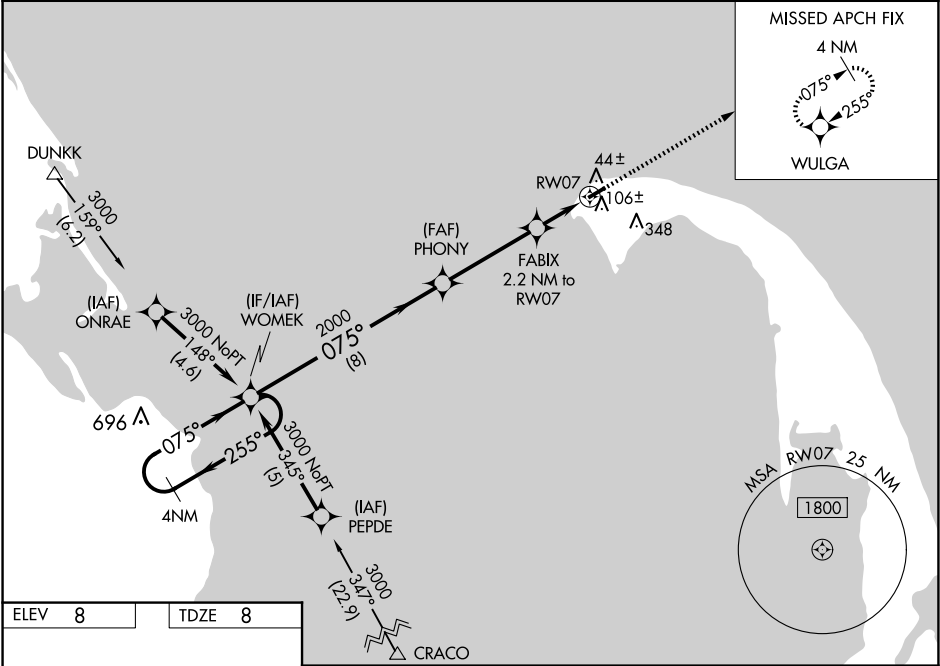 MISSED APCH FIX
4 NM
075°
255°
WULGA
DUNKK
3000
159°
(6.2)
44±
RW07
106±
348
(FAF)
PHONY
FABIX
2.2 NM to
RW07
(IAF)
ONRAE
(IF/IAF)
WOMEK
3000 NoPT
148°
(4.6)
2000
075°
(8)
696
075°
255°
4NM
3000 NoPT
345°
(5)
(IAF)
PEPDE
3000
347°
(22.9)
CRACO
MSA RW07 25 NM
1800
ELEV 8
TDZE 8